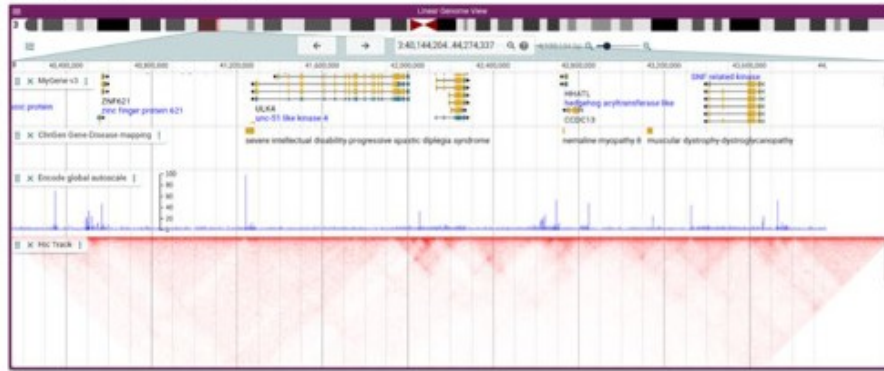 Linear Genome View
3
3:40,144,204..44,274,337
40,400,000 40,800,000 41,200,000 41,600,000 42,000,000 42,400,000 43,200,000 43,600,000
MyGene v3
ZNF621
zinc finger protein 621
ULK4
unc-51 like kinase 4
HHATL
hedgehog acyltransferase like
CCDC13
SNF related kinase
ClinGen Gene-Disease mapping
severe intellectual disability-progressive spastic diplegia syndrome
nemaline myopathy 8
muscular dystrophy-dystroglycanopathy
Encode global autoscale
100
80
60
40
20
0
Hic Track